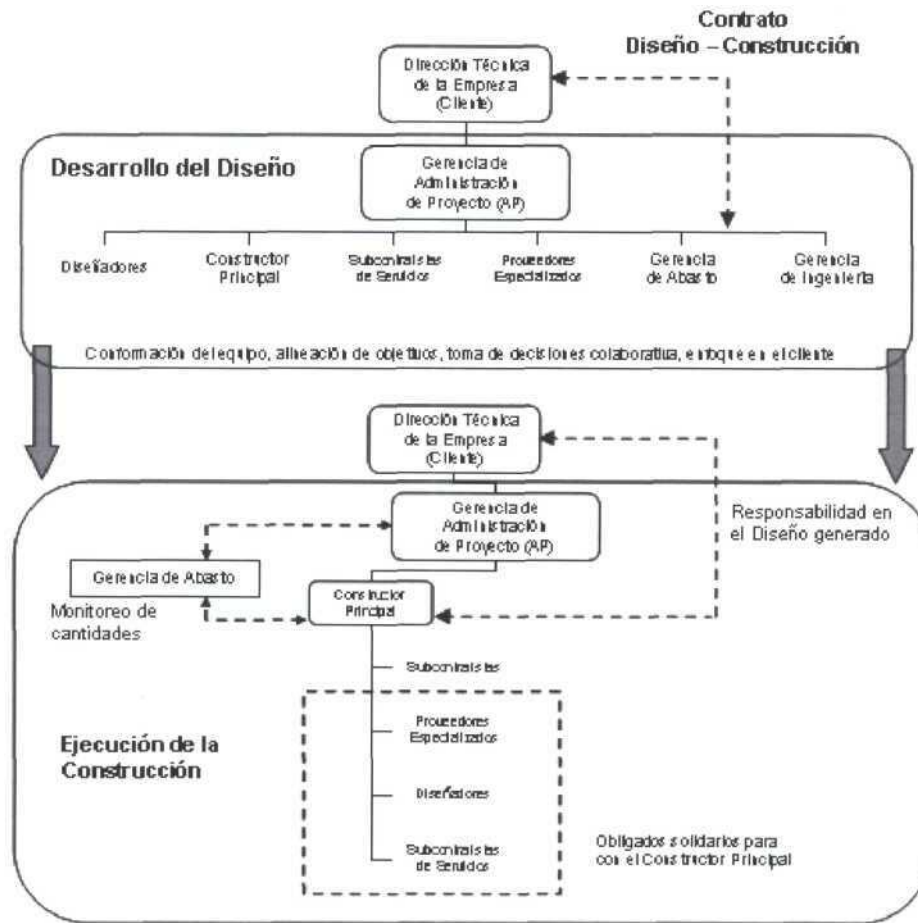 Contrato
Diseño – Construcción
Dirección Técnica
de la Empresa
(Cliente)
Desarrollo del Diseño
Gerencia de
Administración
de Proyecto (AP)
Diseñadores
Constructor
Principal
Subcontratistas
de Servicios
Proveedores
Especializados
Gerencia
de Abasto
Gerencia
de Ingeniería
Conformación del equipo, alineación de objetivos, toma de decisiones colaborativa, enfoque en el cliente
Dirección Técnica
de la Empresa
(Cliente)
Gerencia de
Administración
de Proyecto (AP)
Responsabilidad en
el Diseño generado
Gerencia de Abasto
Monitoreo de
cantidades
Constructor
Principal
Subcontratistas
Proveedores
Especializados
Ejecución de la
Construcción
Diseñadores
Subcontratistas
de Servicios
Obligados solidarios para
con el Constructor Principal